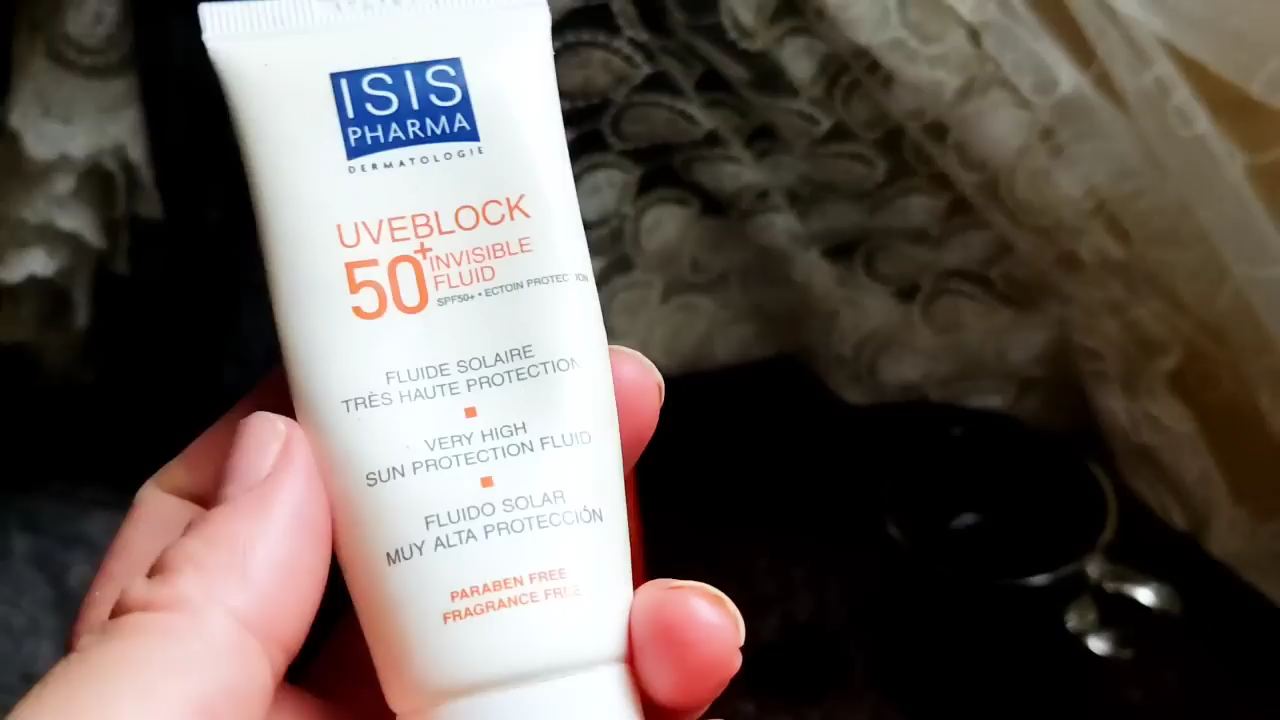 ISIS
PHARMA
DERMATOLOGIE
UVEBLOCK
50+
INVISIBLE
FLUID
SPF50+ • ECTOIN PROTECTION
FLUIDE SOLAIRE
TRÈS HAUTE PROTECTION
VERY HIGH
SUN PROTECTION FLUID
FLUIDO SOLAR
MUY ALTA PROTECCIÓN
PARABEN FREE
FRAGRANCE FREE